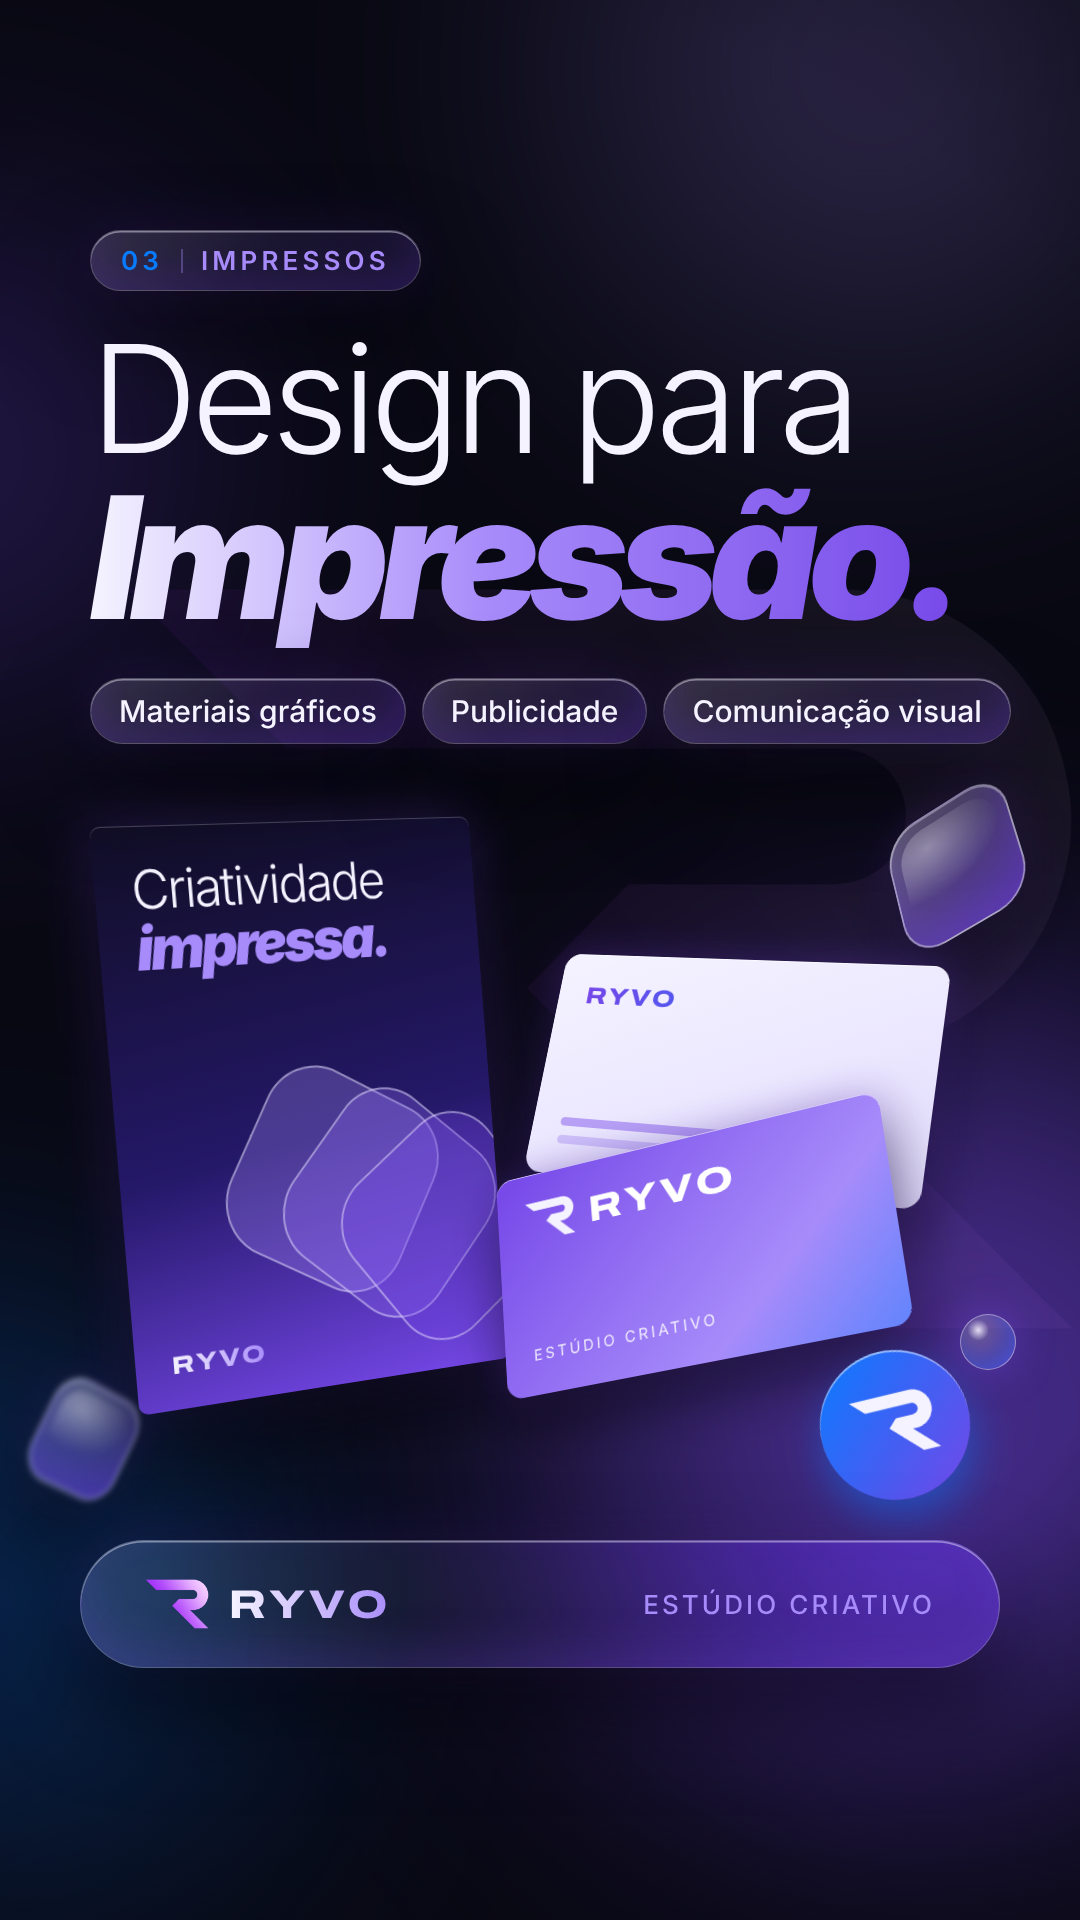 03 | IMPRESSOS
Design para
Impressão.
Materiais gráficos
Publicidade
Comunicação visual
Criatividade
impressa.
RYVO
RYVO
RYVO
ESTÚDIO CRIATIVO
RYVO
ESTÚDIO CRIATIVO